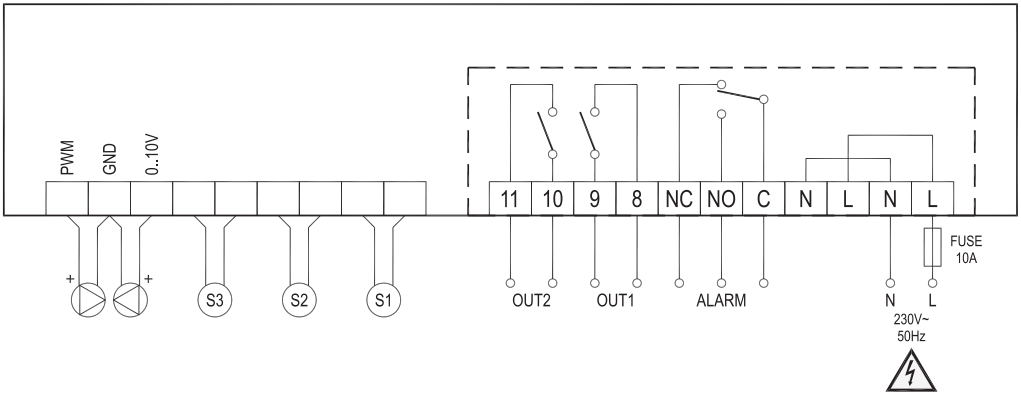 PWM
GND
0..10V
11 10 9 8 NC NO C N L N L
FUSE
10A
+ +
S3 S2 S1
OUT2 OUT1 ALARM N L
230V~
50Hz